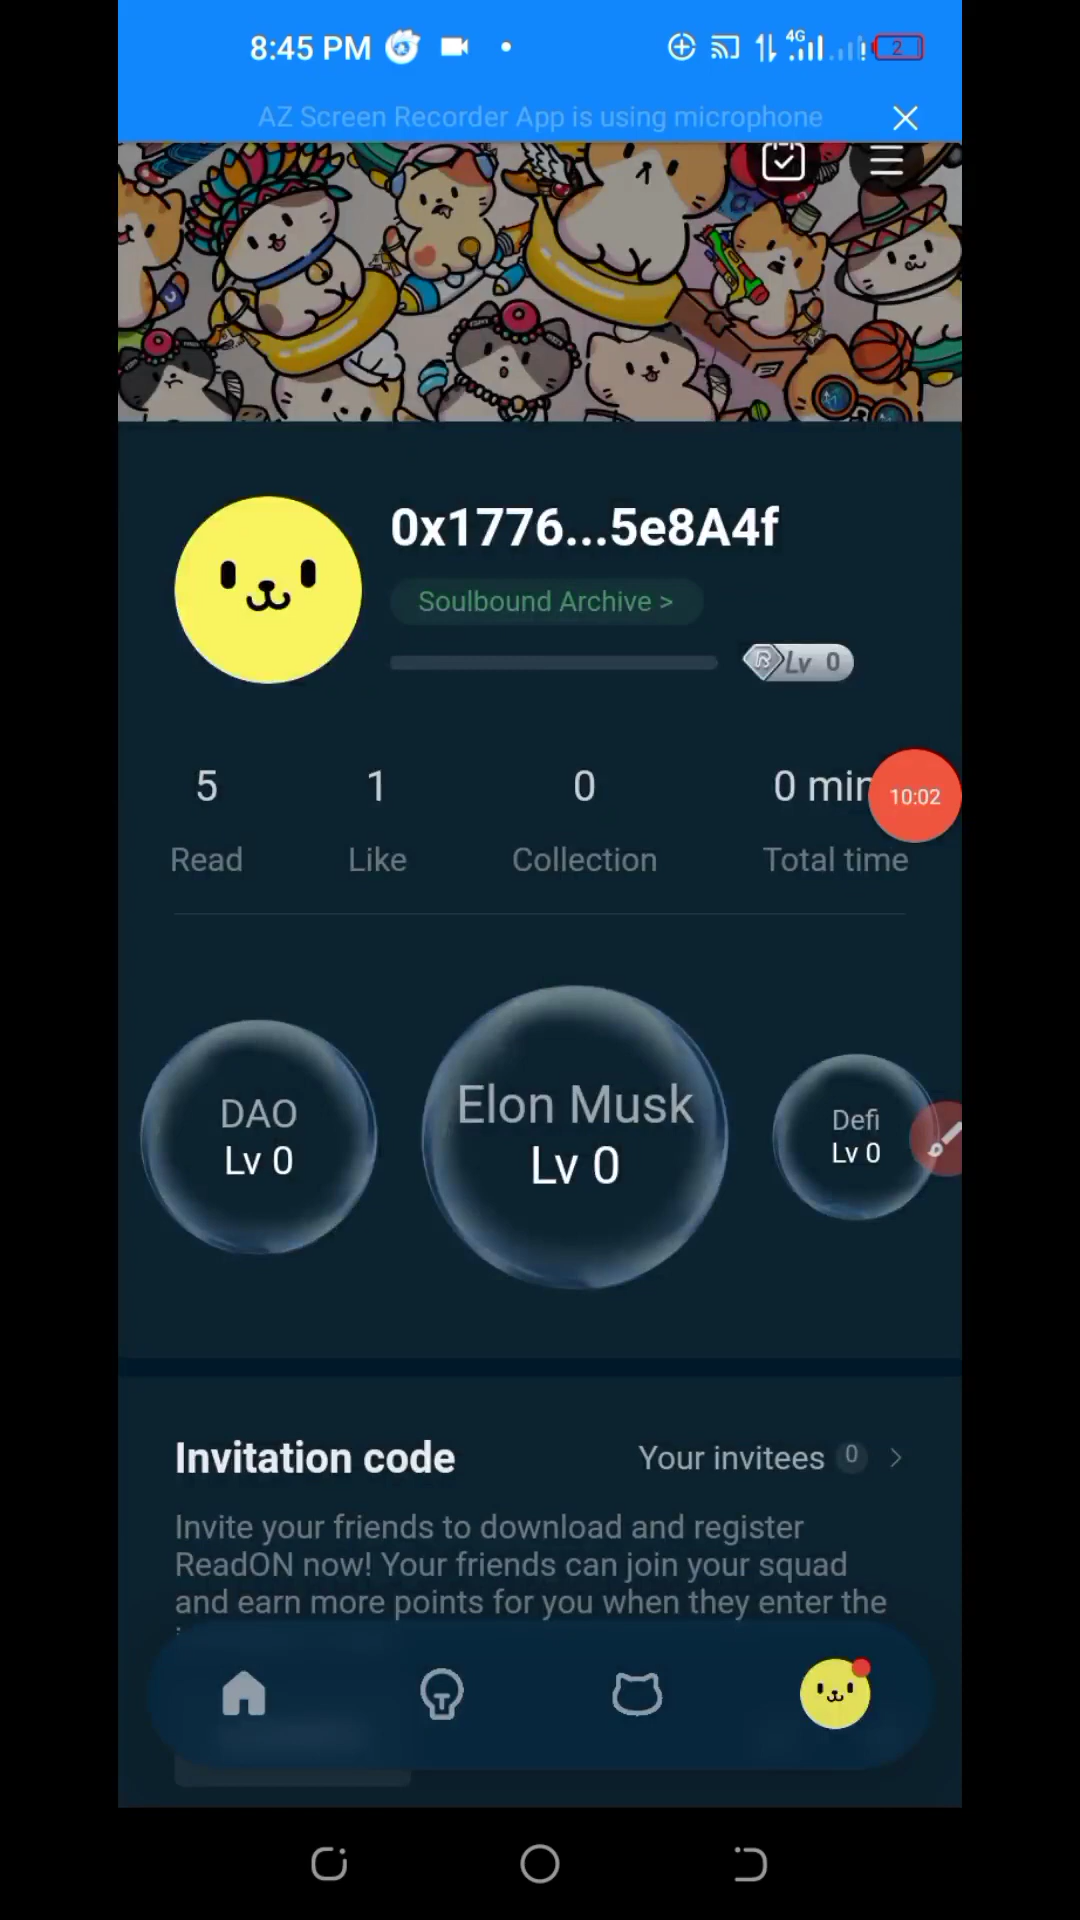 8:45 PM
4G
2
AZ Screen Recorder App is using microphone
0x1776...5e8A4f
Soulbound Archive >
Lv 0
5
1
0
0 min
10:02
Read
Like
Collection
Total time
DAO
Lv 0
Elon Musk
Lv 0
Defi
Lv 0
Invitation code
Your invitees 0 >
Invite your friends to download and register
ReadON now! Your friends can join your squad
and earn more points for you when they enter the